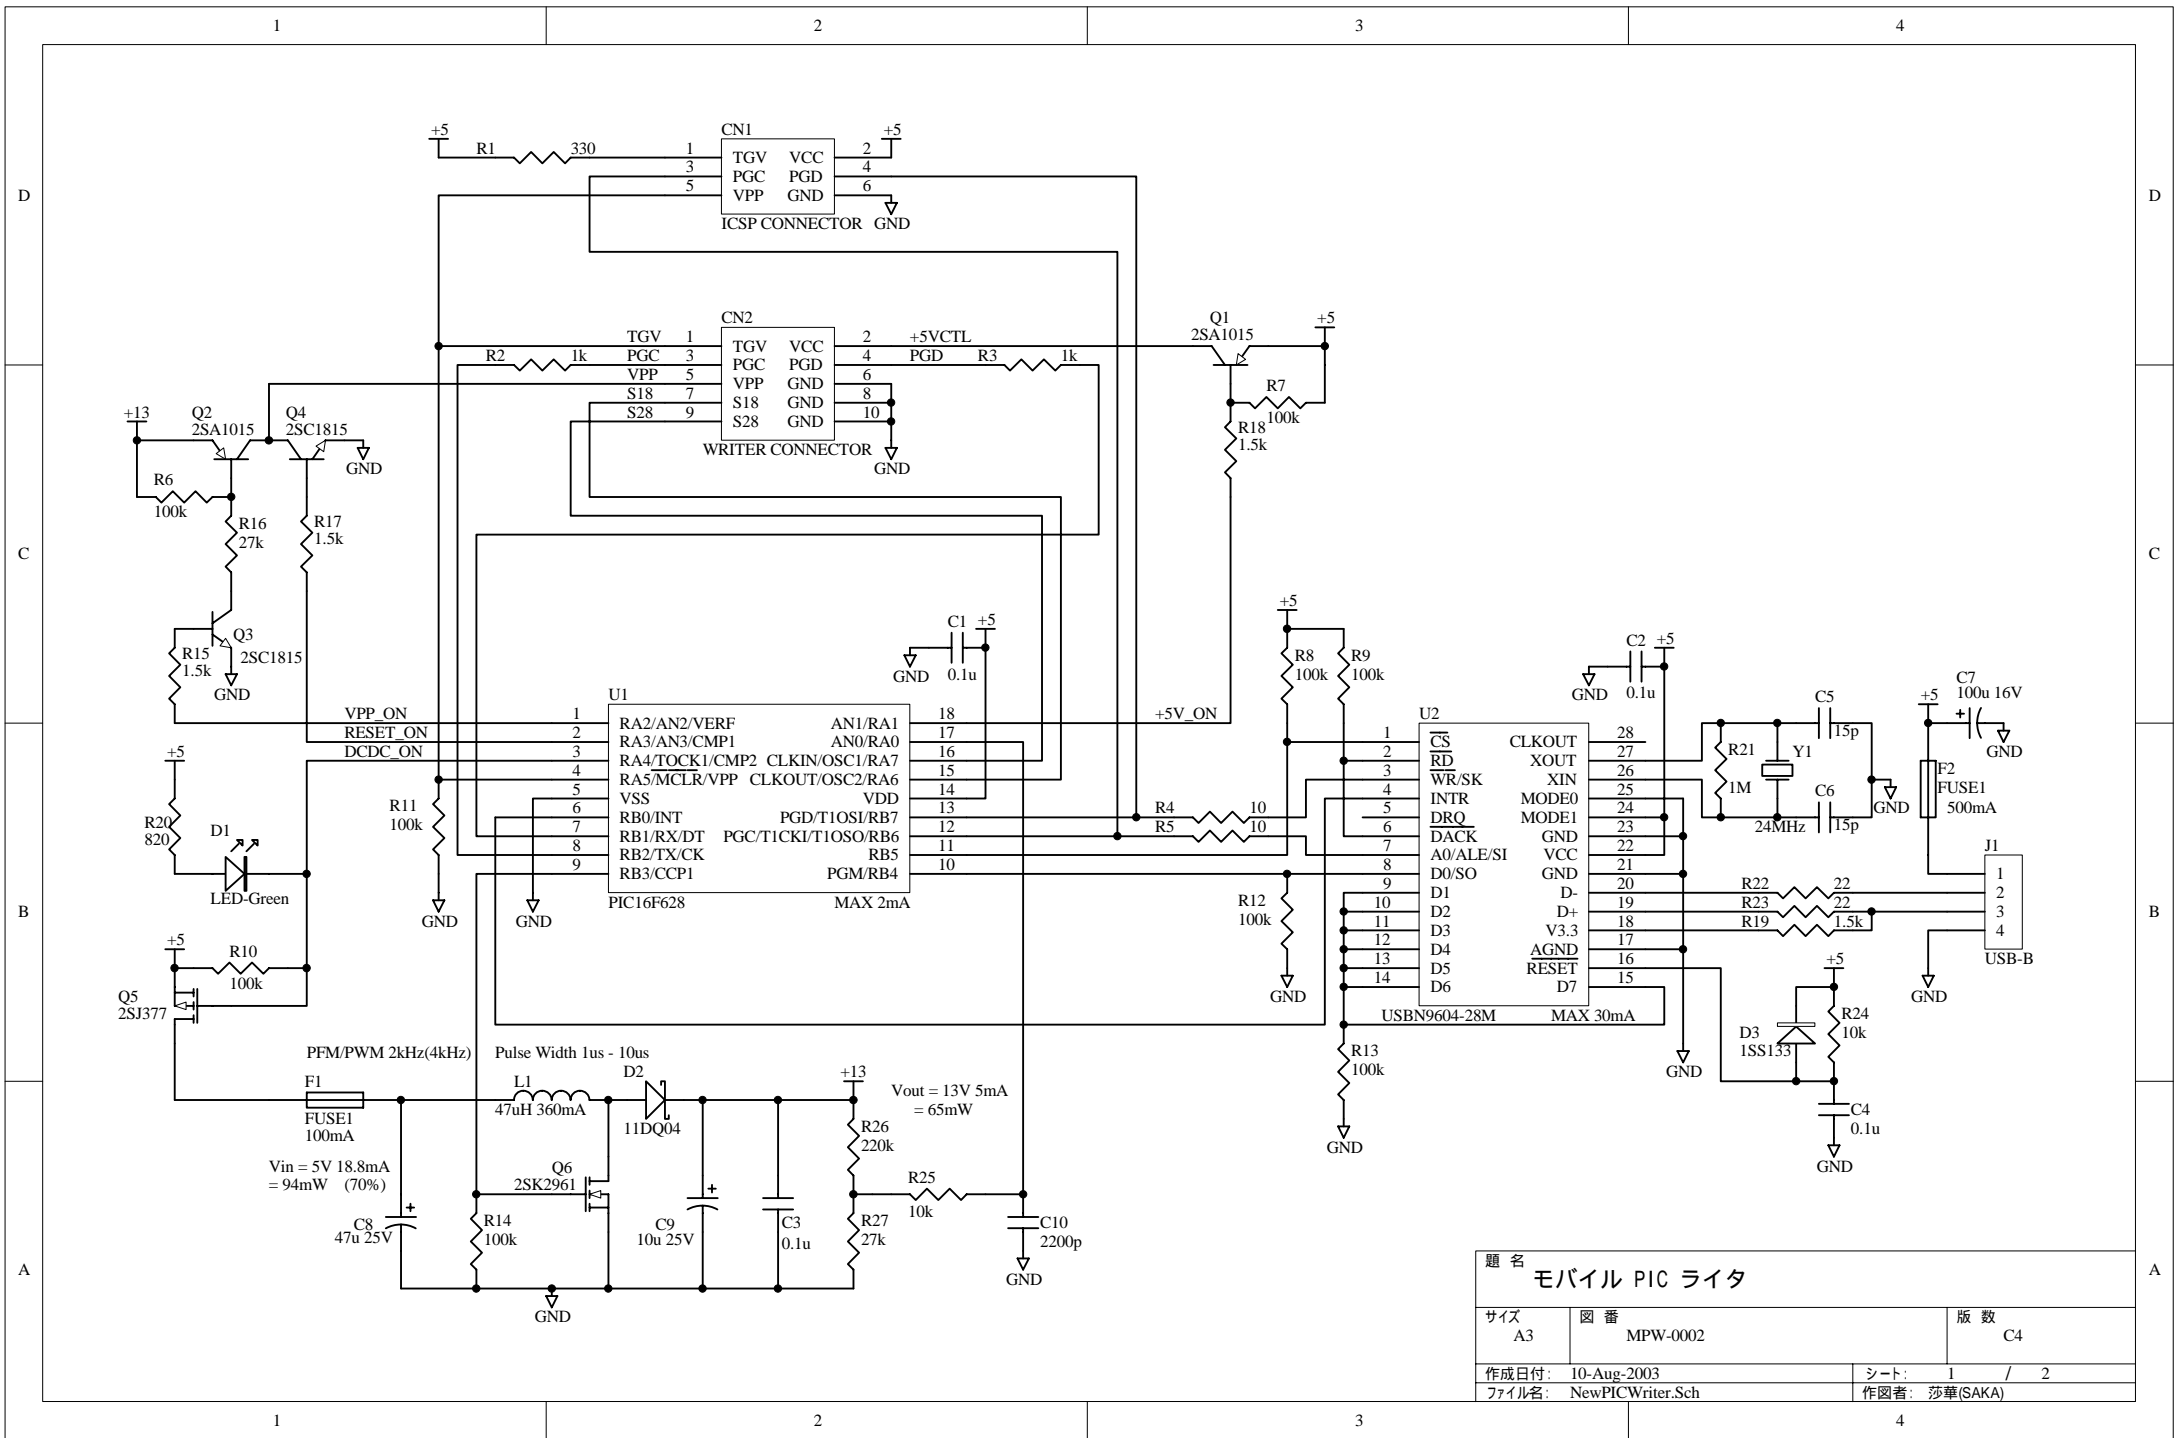 1 2 3 4
D
C
B
A
D
C
B
A
1 2 3 4
+5
R1 330
CN1
1 TGV VCC 2
3 PGC PGD 4
5 VPP GND 6
+5
ICSP CONNECTOR
GND
CN2
TGV 1 TGV VCC 2 +5VCTL
R2 1k PGC 3 PGC PGD 4 PGD R3 1k
VPP 5 VPP GND 6
S18 7 S18 GND 8
S28 9 S28 GND 10
WRITER CONNECTOR
GND
Q1
2SA1015
+5
R7
100k
R18
1.5k
+13
Q2
2SA1015
Q4
2SC1815
GND
R6
100k
R16
27k
R17
1.5k
Q3
2SC1815
R15
1.5k
GND
C1
+5
GND
0.1u
U1
VPP_ON 1 RA2/AN2/VERF AN1/RA1 18 +5V_ON
RESET_ON 2 RA3/AN3/CMP1 AN0/RA0 17
DCDC_ON 3 RA4/TOCK1/CMP2 CLKIN/OSC1/RA7 16
4 RA5/MCLR/VPP CLKOUT/OSC2/RA6 15
5 VSS VDD 14
6 RB0/INT PGD/T1OSI/RB7 13
7 RB1/RX/DT PGC/T1CKI/T1OSO/RB6 12
8 RB2/TX/CK RB5 11
9 RB3/CCP1 PGM/RB4 10
PIC16F628 MAX 2mA
GND
R11
100k
GND
+5
R20
820
D1
LED-Green
+5
R10
100k
Q5
2SJ377
R4 10
R5 10
+5
R8
100k
R9
100k
R12
100k
GND
C2
+5
GND
0.1u
U2
1 CS CLKOUT 28
2 RD XOUT 27
3 WR/SK XIN 26
4 INTR MODE0 25
5 DRQ MODE1 24
6 DACK GND 23
7 A0/ALE/SI VCC 22
8 D0/SO GND 21
9 D1 D- 20
10 D2 D+ 19
11 D3 V3.3 18
12 D4 AGND 17
13 D5 RESET 16
14 D6 D7 15
USBN9604-28M MAX 30mA
R13
100k
GND
GND
R21
1M
Y1
24MHz
C5
15p
C6
15p
GND
+5
C7
100u 16V
+
GND
F2
FUSE1
500mA
J1
1
2
3
4
USB-B
GND
R22 22
R23 22
R19 1.5k
+5
D3
1SS133
R24
10k
C4
0.1u
GND
PFM/PWM 2kHz(4kHz) Pulse Width 1us - 10us
F1
FUSE1
100mA
L1
47uH 360mA
D2
11DQ04
+13
Vout = 13V 5mA
= 65mW
Vin = 5V 18.8mA
= 94mW (70%)
C8
47u 25V
+
R14
100k
Q6
2SK2961
C9
10u 25V
+
C3
0.1u
R26
220k
R25
10k
R27
27k
C10
2200p
GND
GND
題 名
モバイル PIC ライタ
サイズ 図 番 版 数
A3 MPW-0002 C4
作成日付: 10-Aug-2003 シート: 1 / 2
ファイル名: NewPICWriter.Sch 作図者: 莎華(SAKA)